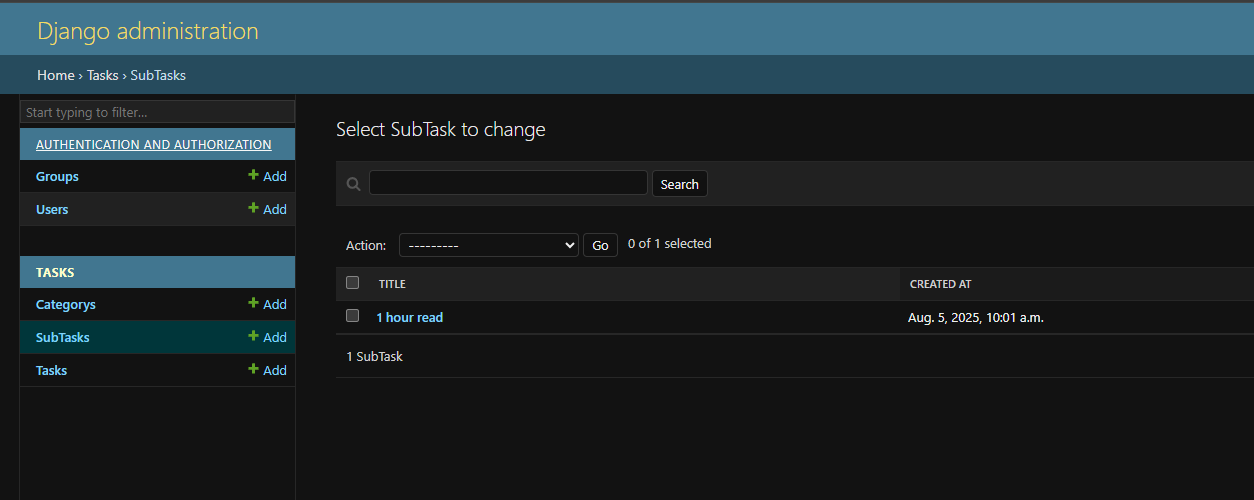 Django administration
Home › Tasks › SubTasks
Start typing to filter...
AUTHENTICATION AND AUTHORIZATION
Groups + Add
Users + Add
TASKS
Categorys + Add
SubTasks + Add
Tasks + Add
Select SubTask to change
Search
Action: --------- Go 0 of 1 selected
TITLE CREATED AT
1 hour read Aug. 5, 2025, 10:01 a.m.
1 SubTask